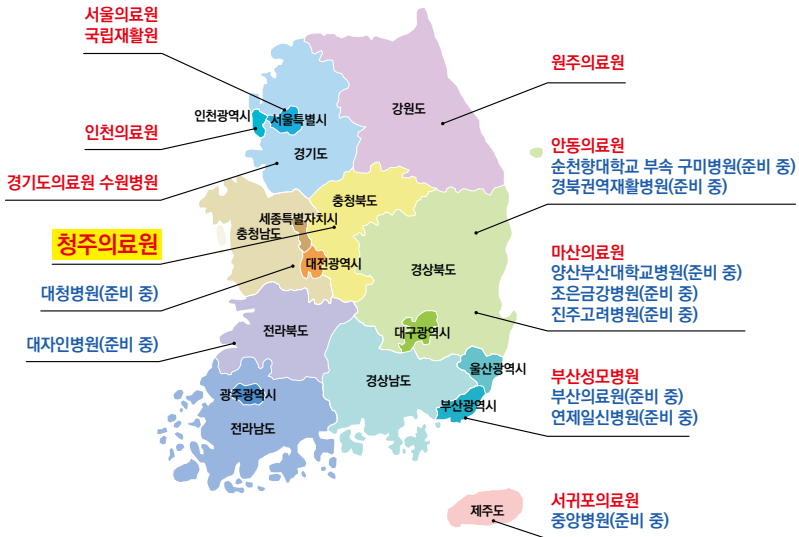 서울의료원
국립재활원
인천의료원
경기도의료원 수원병원
청주의료원
대청병원(준비 중)
대자인병원(준비 중)
인천광역시
서울특별시
경기도
강원도
충청북도
세종특별자치시
충청남도
대전광역시
경상북도
전라북도
대구광역시
울산광역시
경상남도
광주광역시
부산광역시
전라남도
제주도
원주의료원
안동의료원
순천향대학교 부속 구미병원(준비 중)
경북권역재활병원(준비 중)
마산의료원
양산부산대학교병원(준비 중)
조은금강병원(준비 중)
진주고려병원(준비 중)
부산성모병원
부산의료원(준비 중)
연제일신병원(준비 중)
서귀포의료원
중앙병원(준비 중)